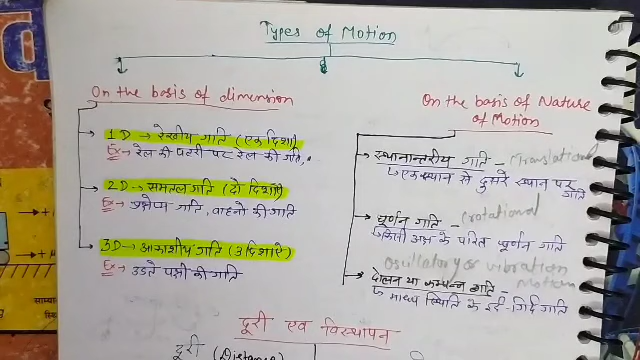 Types of Motion
On the basis of dimension
1D → रेखीय गति (एक दिशा)
Ex → रेल की पटरी पर रेल की गति,
2D → समतल गति (दो दिशाएं)
Ex → प्रक्षेप्य गति, वाहनो की गति
3D → आकाशीय गति (3 दिशाऐं)
Ex → उडते पक्षी की गति
On the basis of Nature
of Motion
स्थानान्तरीय गति - Translational
एक स्थान से दुसरे स्थान पर
गति
घूर्णन गति - (rotational
किसी अक्ष के परित घूर्णन गति
Oscillatory or vibration
दोलन या कम्पन्न गति - motion
माध्य स्थिति के इर्द-गिर्द गति
दूरी एवं विस्थापन
दूरी (Distance)